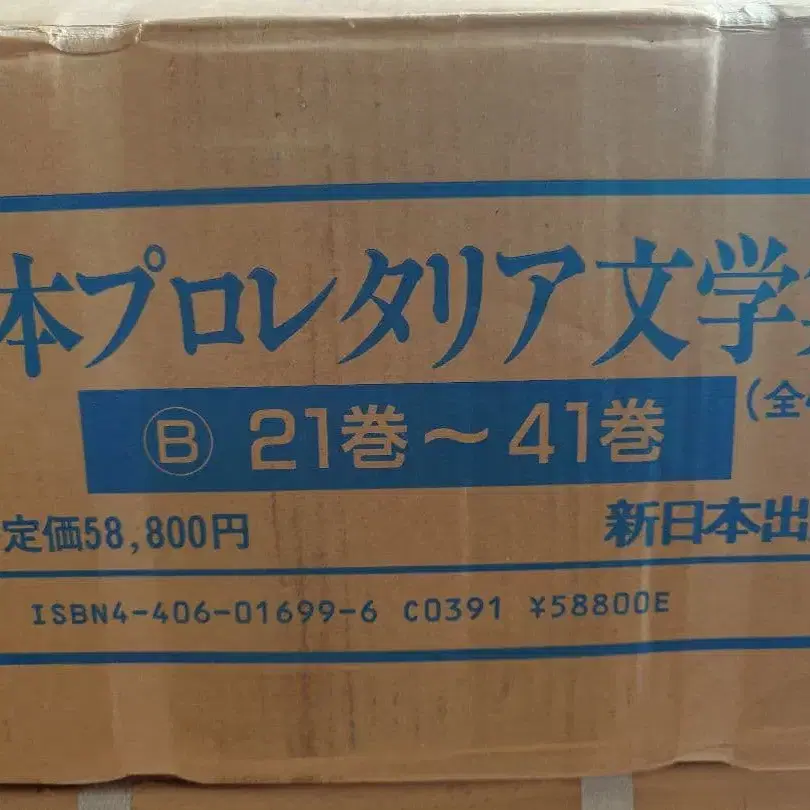 本プロレタリア文学
(全
Ⓑ 21巻～41巻
定価58,800円
新日本出
ISBN4-406-01699-6 C0391 ¥58800E